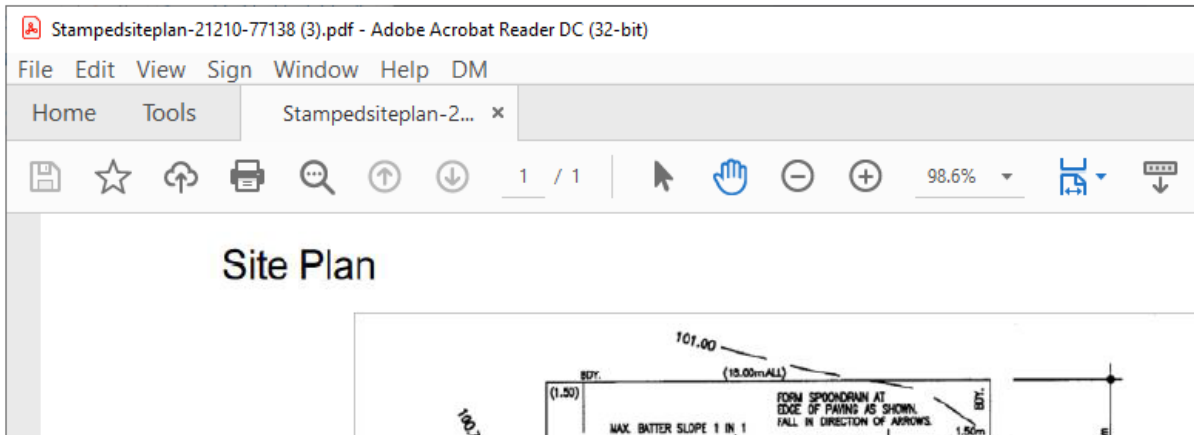 Stampedsiteplan-21210-77138 (3).pdf - Adobe Acrobat Reader DC (32-bit)
File Edit View Sign Window Help DM
Home Tools Stampedsiteplan-2... ×
1 / 1 98.6%
Site Plan
101.00
BDY. (18.00mALL)
(1.50) FORM SPOONDRAIN AT BDY.
EDGE OF PAVING AS SHOWN.
FALL IN DIRECTION OF ARROWS.
MAX. BATTER SLOPE 1 IN 1 1.50m
100.7